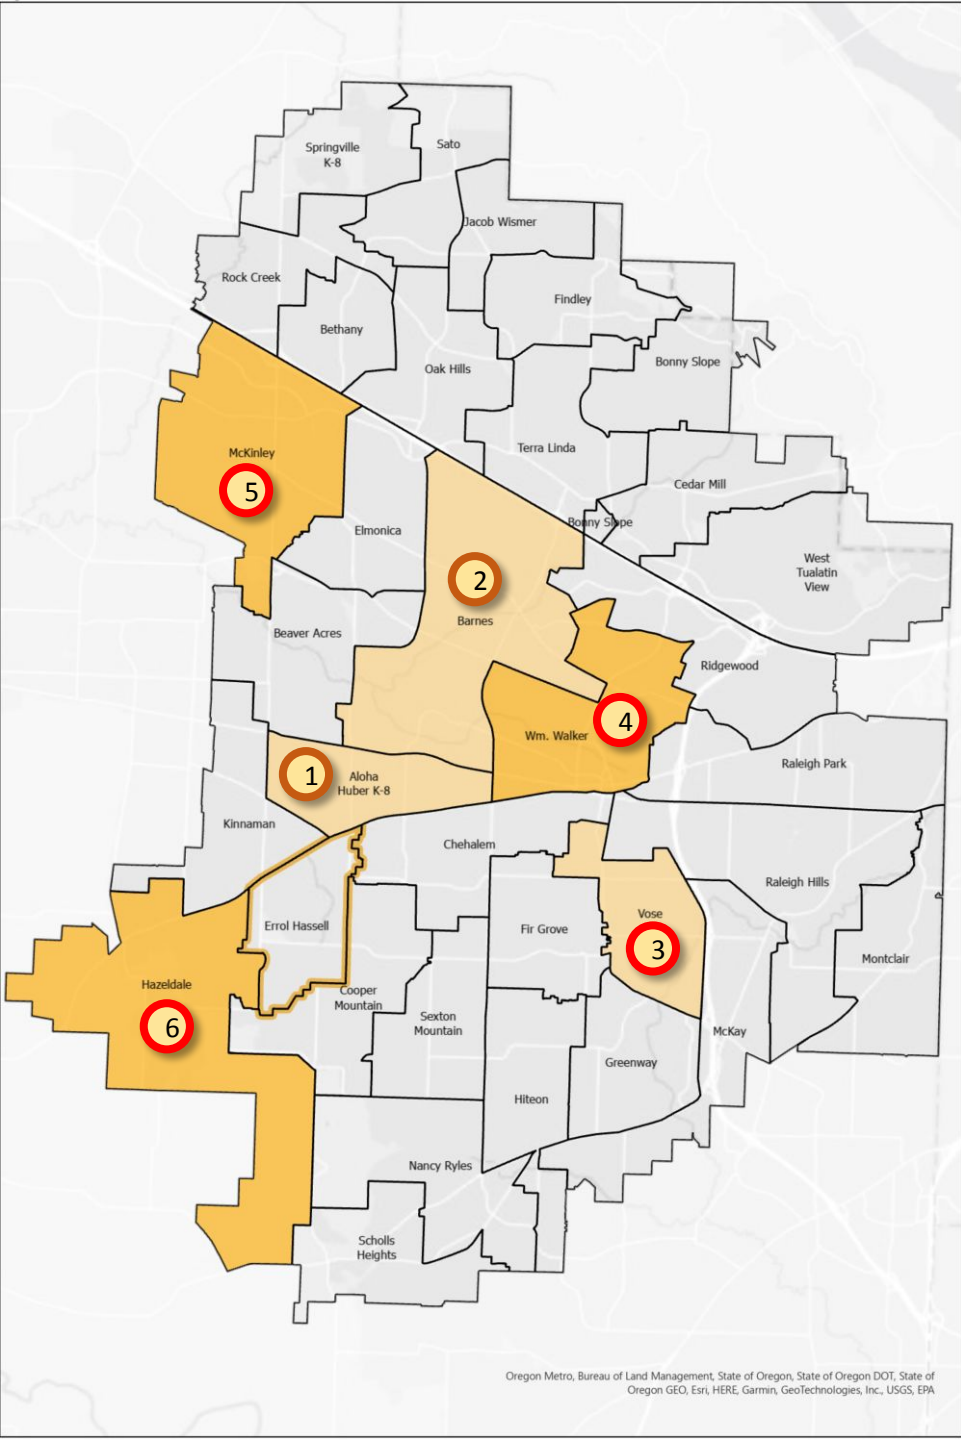 Springville
K-8
Sato
Jacob Wismer
Rock Creek
Findley
Bethany
Bonny Slope
Oak Hills
Terra Linda
McKinley
5
Cedar Mill
Bonny Slope
Elmonica
West
Tualatin
View
2
Barnes
Beaver Acres
Ridgewood
4
Wm. Walker
Raleigh Park
1
Aloha
Huber K-8
Kinnaman
Chehalem
Raleigh Hills
Vose
3
Errol Hassell
Fir Grove
Montclair
Hazeldale
6
Cooper
Mountain
Sexton
Mountain
McKay
Greenway
Hiteon
Nancy Ryles
Scholls
Heights
Oregon Metro, Bureau of Land Management, State of Oregon, State of Oregon DOT, State of
Oregon GEO, Esri, HERE, Garmin, GeoTechnologies, Inc., USGS, EPA